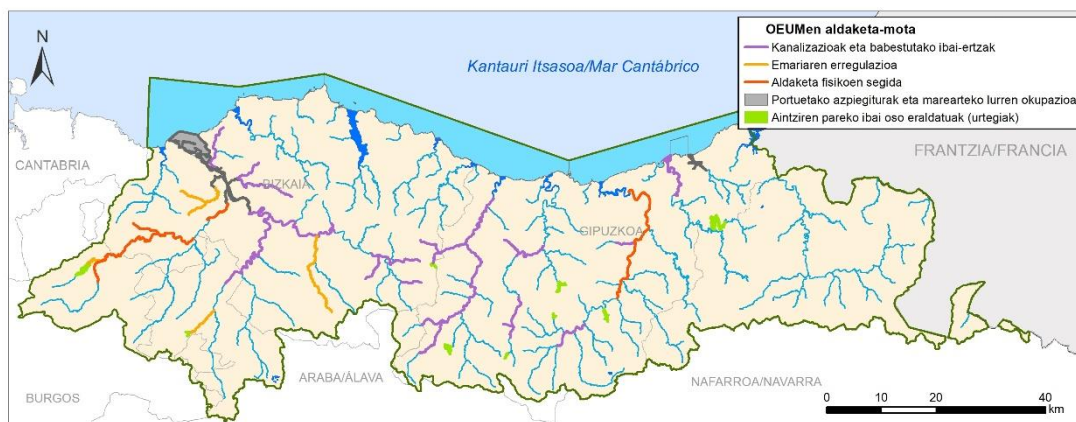 OEUMen aldaketa-mota
Kanalizazioak eta babestutako ibai-ertzak
Emariaren erregulazioa
Aldaketa fisikoen segida
Portuetako azpiegiturak eta marearteko lurren okupazioa
Aintziren pareko ibai oso eraldatuak (urtegiak)
N
Kantauri Itsasoa/Mar Cantábrico
FRANTZIA/FRANCIA
CANTABRIA
BIZKAIA
GIPUZKOA
ARABA/ÁLAVA
NAFARROA/NAVARRA
BURGOS
0 10 20 40
km